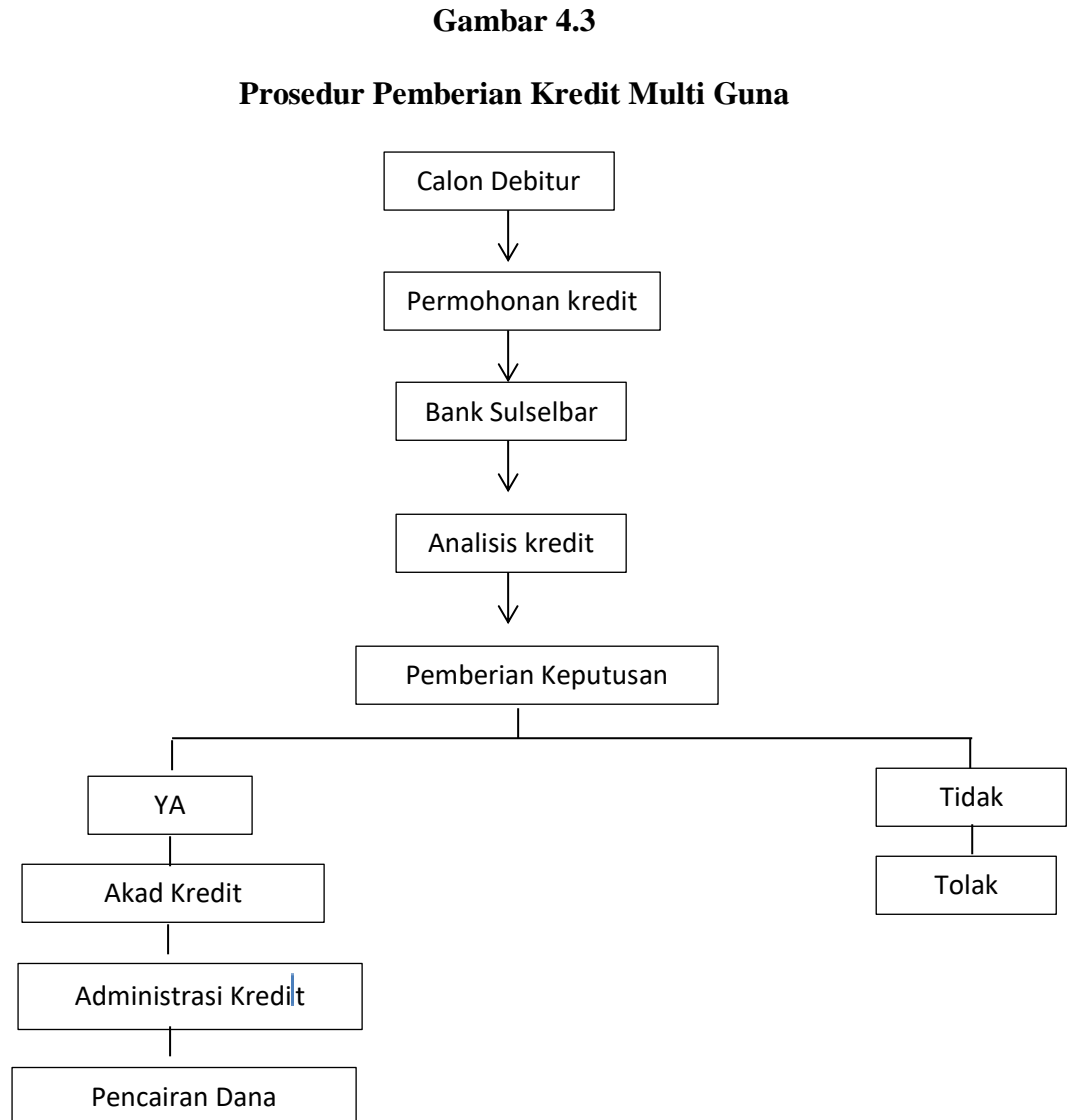 Gambar 4.3
Prosedur Pemberian Kredit Multi Guna
Calon Debitur
Permohonan kredit
Bank Sulselbar
Analisis kredit
Pemberian Keputusan
YA
Tidak
Akad Kredit
Tolak
Administrasi Kredit
Pencairan Dana